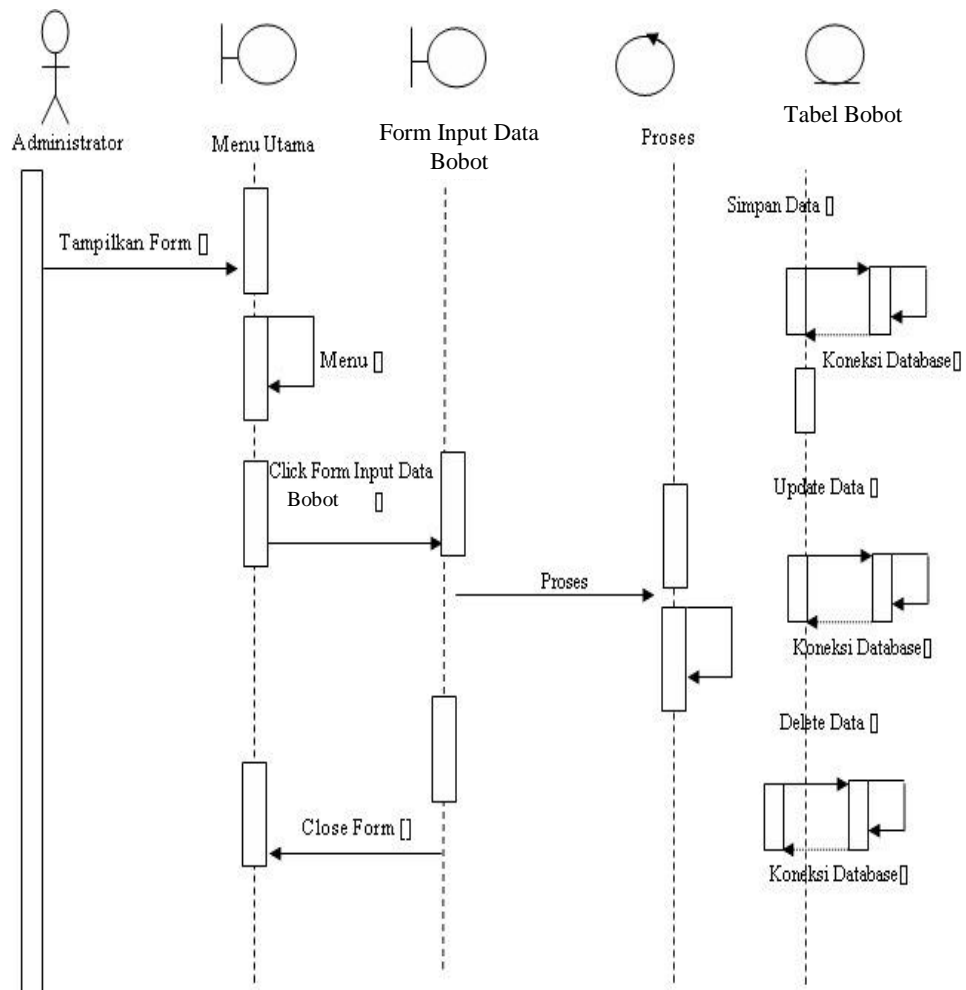 Administrator
Menu Utama
Form Input Data
Bobot
Proses
Tabel Bobot
Simpan Data []
Tampilkan Form []
Koneksi Database[]
Menu []
Click Form Input Data
Bobot []
Update Data []
Proses
Koneksi Database[]
Delete Data []
Close Form []
Koneksi Database[]